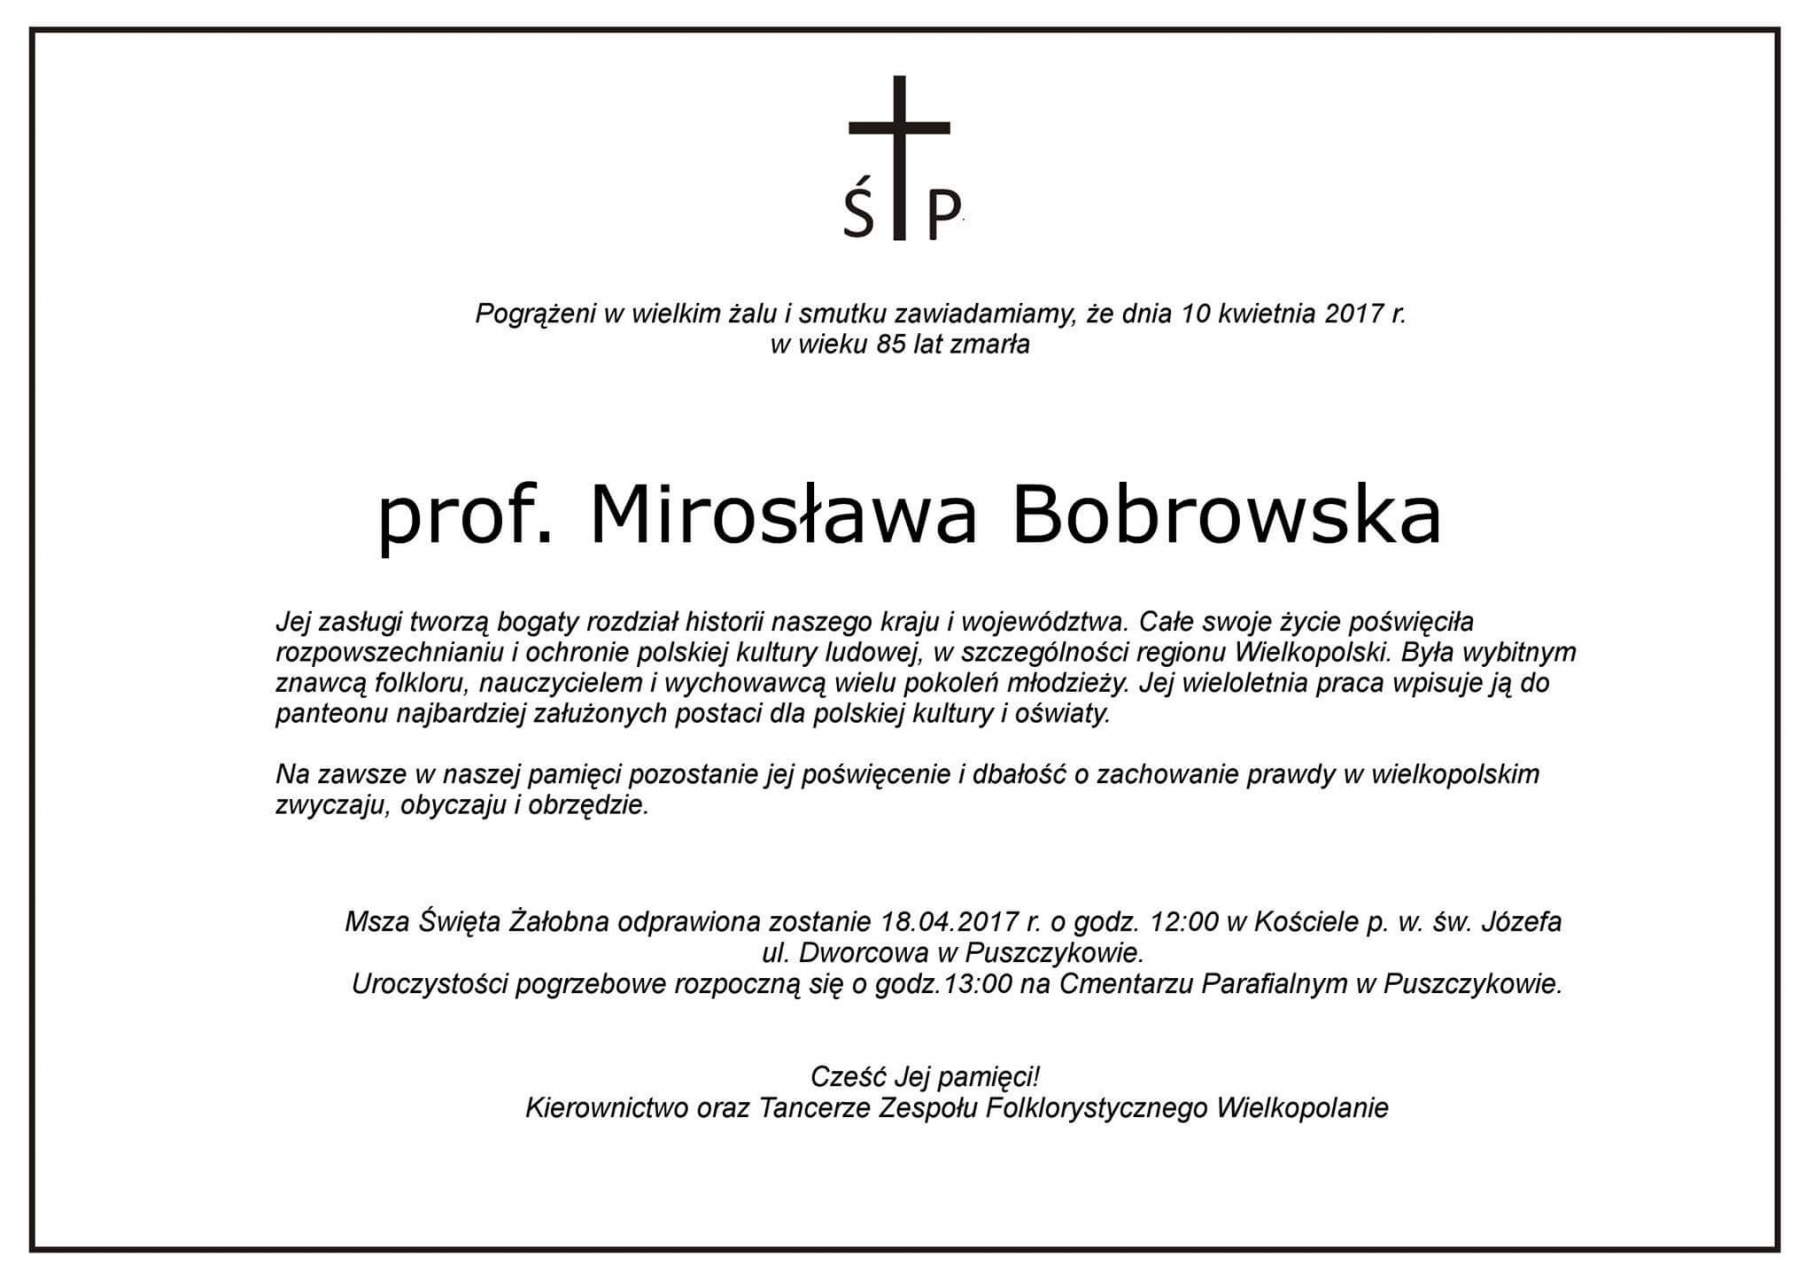 Ś P
Pogrążeni w wielkim żalu i smutku zawiadamiamy, że dnia 10 kwietnia 2017 r.
w wieku 85 lat zmarła
prof. Mirosława Bobrowska
Jej zasługi tworzą bogaty rozdział historii naszego kraju i województwa. Całe swoje życie poświęciła
rozpowszechnianiu i ochronie polskiej kultury ludowej, w szczególności regionu Wielkopolski. Była wybitnym
znawcą folkloru, nauczycielem i wychowawcą wielu pokoleń młodzieży. Jej wieloletnia praca wpisuje ją do
panteonu najbardziej załużonych postaci dla polskiej kultury i oświaty.
Na zawsze w naszej pamięci pozostanie jej poświęcenie i dbałość o zachowanie prawdy w wielkopolskim
zwyczaju, obyczaju i obrzędzie.
Msza Święta Żałobna odprawiona zostanie 18.04.2017 r. o godz. 12:00 w Kościele p. w. św. Józefa
ul. Dworcowa w Puszczykowie.
Uroczystości pogrzebowe rozpoczną się o godz.13:00 na Cmentarzu Parafialnym w Puszczykowie.
Cześć Jej pamięci!
Kierownictwo oraz Tancerze Zespołu Folklorystycznego Wielkopolanie